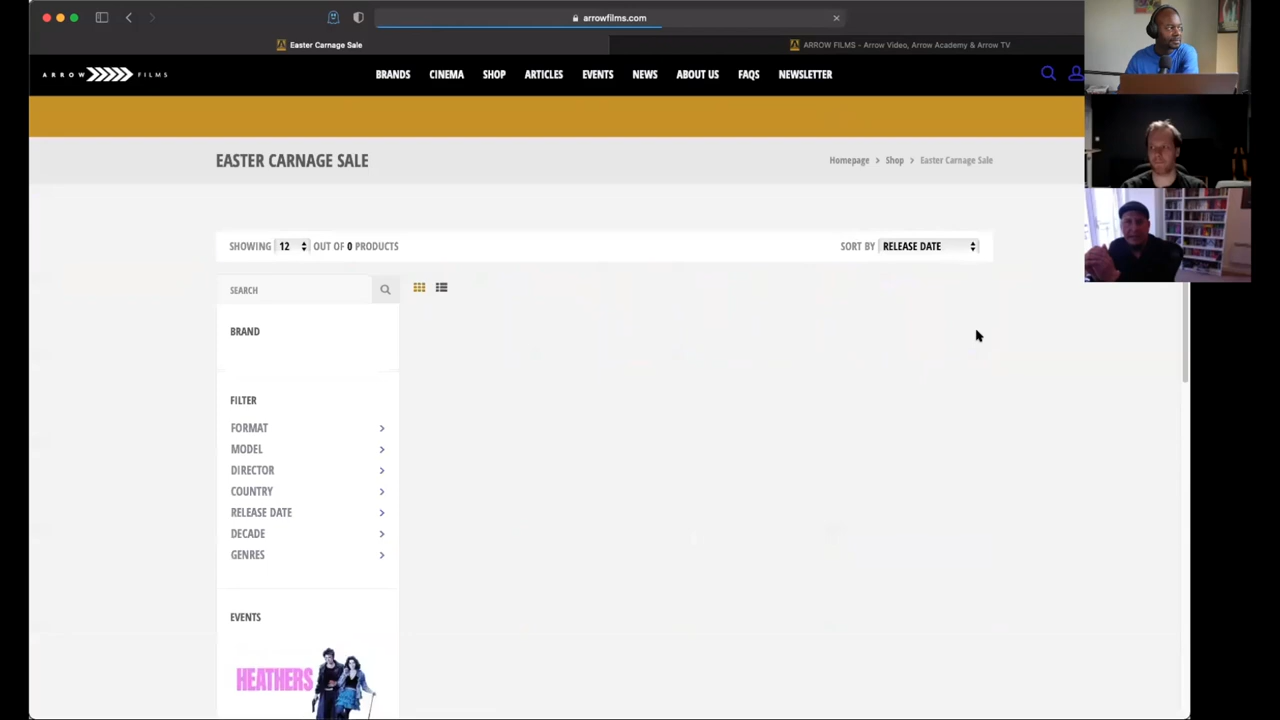 arrowfilms.com
Easter Carnage Sale
ARROW FILMS - Arrow Video, Arrow Academy & Arrow TV
ARROW FILMS
BRANDS CINEMA SHOP ARTICLES EVENTS NEWS ABOUT US FAQS NEWSLETTER
EASTER CARNAGE SALE
Homepage > Shop > Easter Carnage Sale
SHOWING 12 OUT OF 0 PRODUCTS
SORT BY RELEASE DATE
SEARCH
BRAND
FILTER
FORMAT
MODEL
DIRECTOR
COUNTRY
RELEASE DATE
DECADE
GENRES
EVENTS
HEATHERS